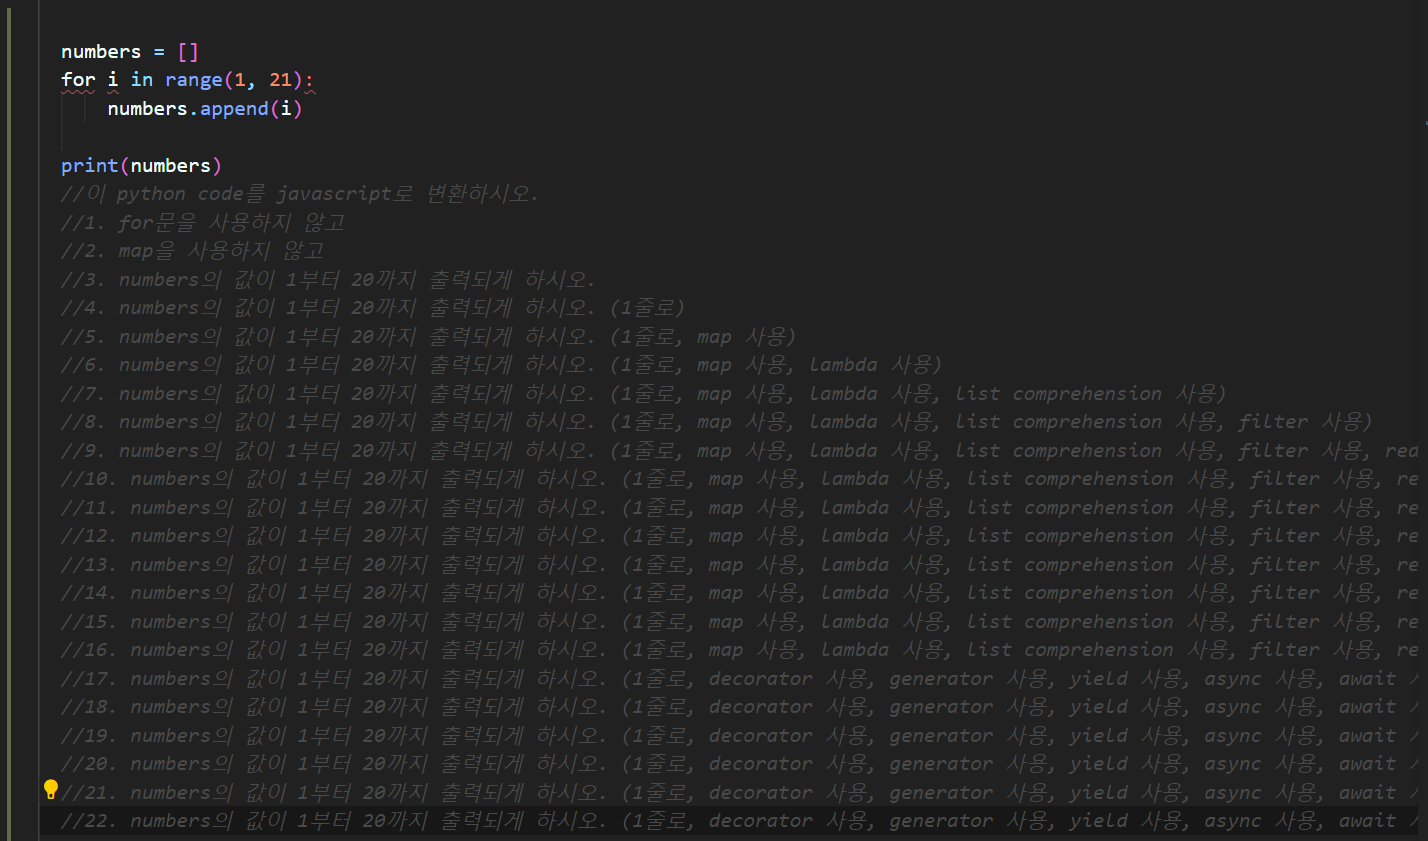 numbers = []
for i in range(1, 21):
    numbers.append(i)
print(numbers)
//이 python code를 javascript로 변환하시오.
//1. for문을 사용하지 않고
//2. map을 사용하지 않고
//3. numbers의 값이 1부터 20까지 출력되게 하시오.
//4. numbers의 값이 1부터 20까지 출력되게 하시오. (1줄로)
//5. numbers의 값이 1부터 20까지 출력되게 하시오. (1줄로, map 사용)
//6. numbers의 값이 1부터 20까지 출력되게 하시오. (1줄로, map 사용, lambda 사용)
//7. numbers의 값이 1부터 20까지 출력되게 하시오. (1줄로, map 사용, lambda 사용, list comprehension 사용)
//8. numbers의 값이 1부터 20까지 출력되게 하시오. (1줄로, map 사용, lambda 사용, list comprehension 사용, filter 사용)
//9. numbers의 값이 1부터 20까지 출력되게 하시오. (1줄로, map 사용, lambda 사용, list comprehension 사용, filter 사용, red
//10. numbers의 값이 1부터 20까지 출력되게 하시오. (1줄로, map 사용, lambda 사용, list comprehension 사용, filter 사용, re
//11. numbers의 값이 1부터 20까지 출력되게 하시오. (1줄로, map 사용, lambda 사용, list comprehension 사용, filter 사용, re
//12. numbers의 값이 1부터 20까지 출력되게 하시오. (1줄로, map 사용, lambda 사용, list comprehension 사용, filter 사용, re
//13. numbers의 값이 1부터 20까지 출력되게 하시오. (1줄로, map 사용, lambda 사용, list comprehension 사용, filter 사용, re
//14. numbers의 값이 1부터 20까지 출력되게 하시오. (1줄로, map 사용, lambda 사용, list comprehension 사용, filter 사용, re
//15. numbers의 값이 1부터 20까지 출력되게 하시오. (1줄로, map 사용, lambda 사용, list comprehension 사용, filter 사용, re
//16. numbers의 값이 1부터 20까지 출력되게 하시오. (1줄로, map 사용, lambda 사용, list comprehension 사용, filter 사용, re
//17. numbers의 값이 1부터 20까지 출력되게 하시오. (1줄로, decorator 사용, generator 사용, yield 사용, async 사용, await
//18. numbers의 값이 1부터 20까지 출력되게 하시오. (1줄로, decorator 사용, generator 사용, yield 사용, async 사용, await
//19. numbers의 값이 1부터 20까지 출력되게 하시오. (1줄로, decorator 사용, generator 사용, yield 사용, async 사용, await
//20. numbers의 값이 1부터 20까지 출력되게 하시오. (1줄로, decorator 사용, generator 사용, yield 사용, async 사용, await
//21. numbers의 값이 1부터 20까지 출력되게 하시오. (1줄로, decorator 사용, generator 사용, yield 사용, async 사용, await
//22. numbers의 값이 1부터 20까지 출력되게 하시오. (1줄로, decorator 사용, generator 사용, yield 사용, async 사용, await